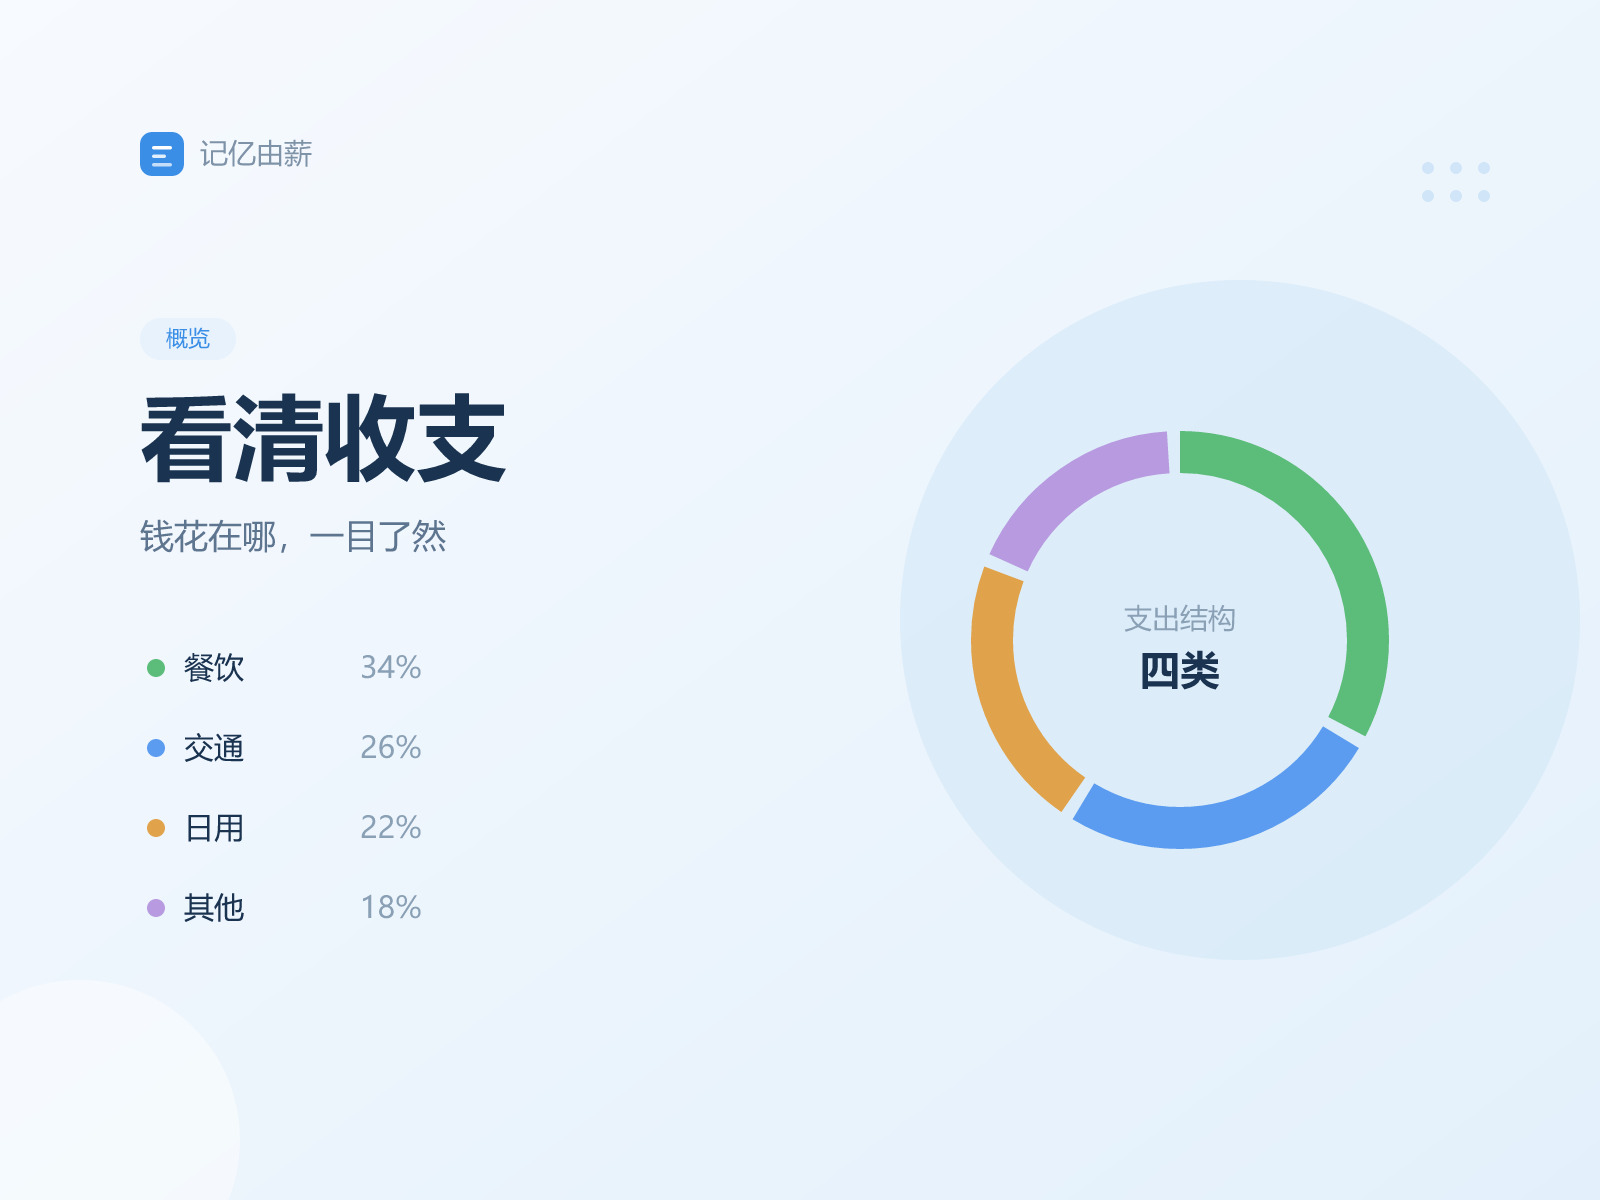 记亿由薪
概览
看清收支
钱花在哪，一目了然
餐饮 34%
交通 26%
日用 22%
其他 18%
支出结构
四类